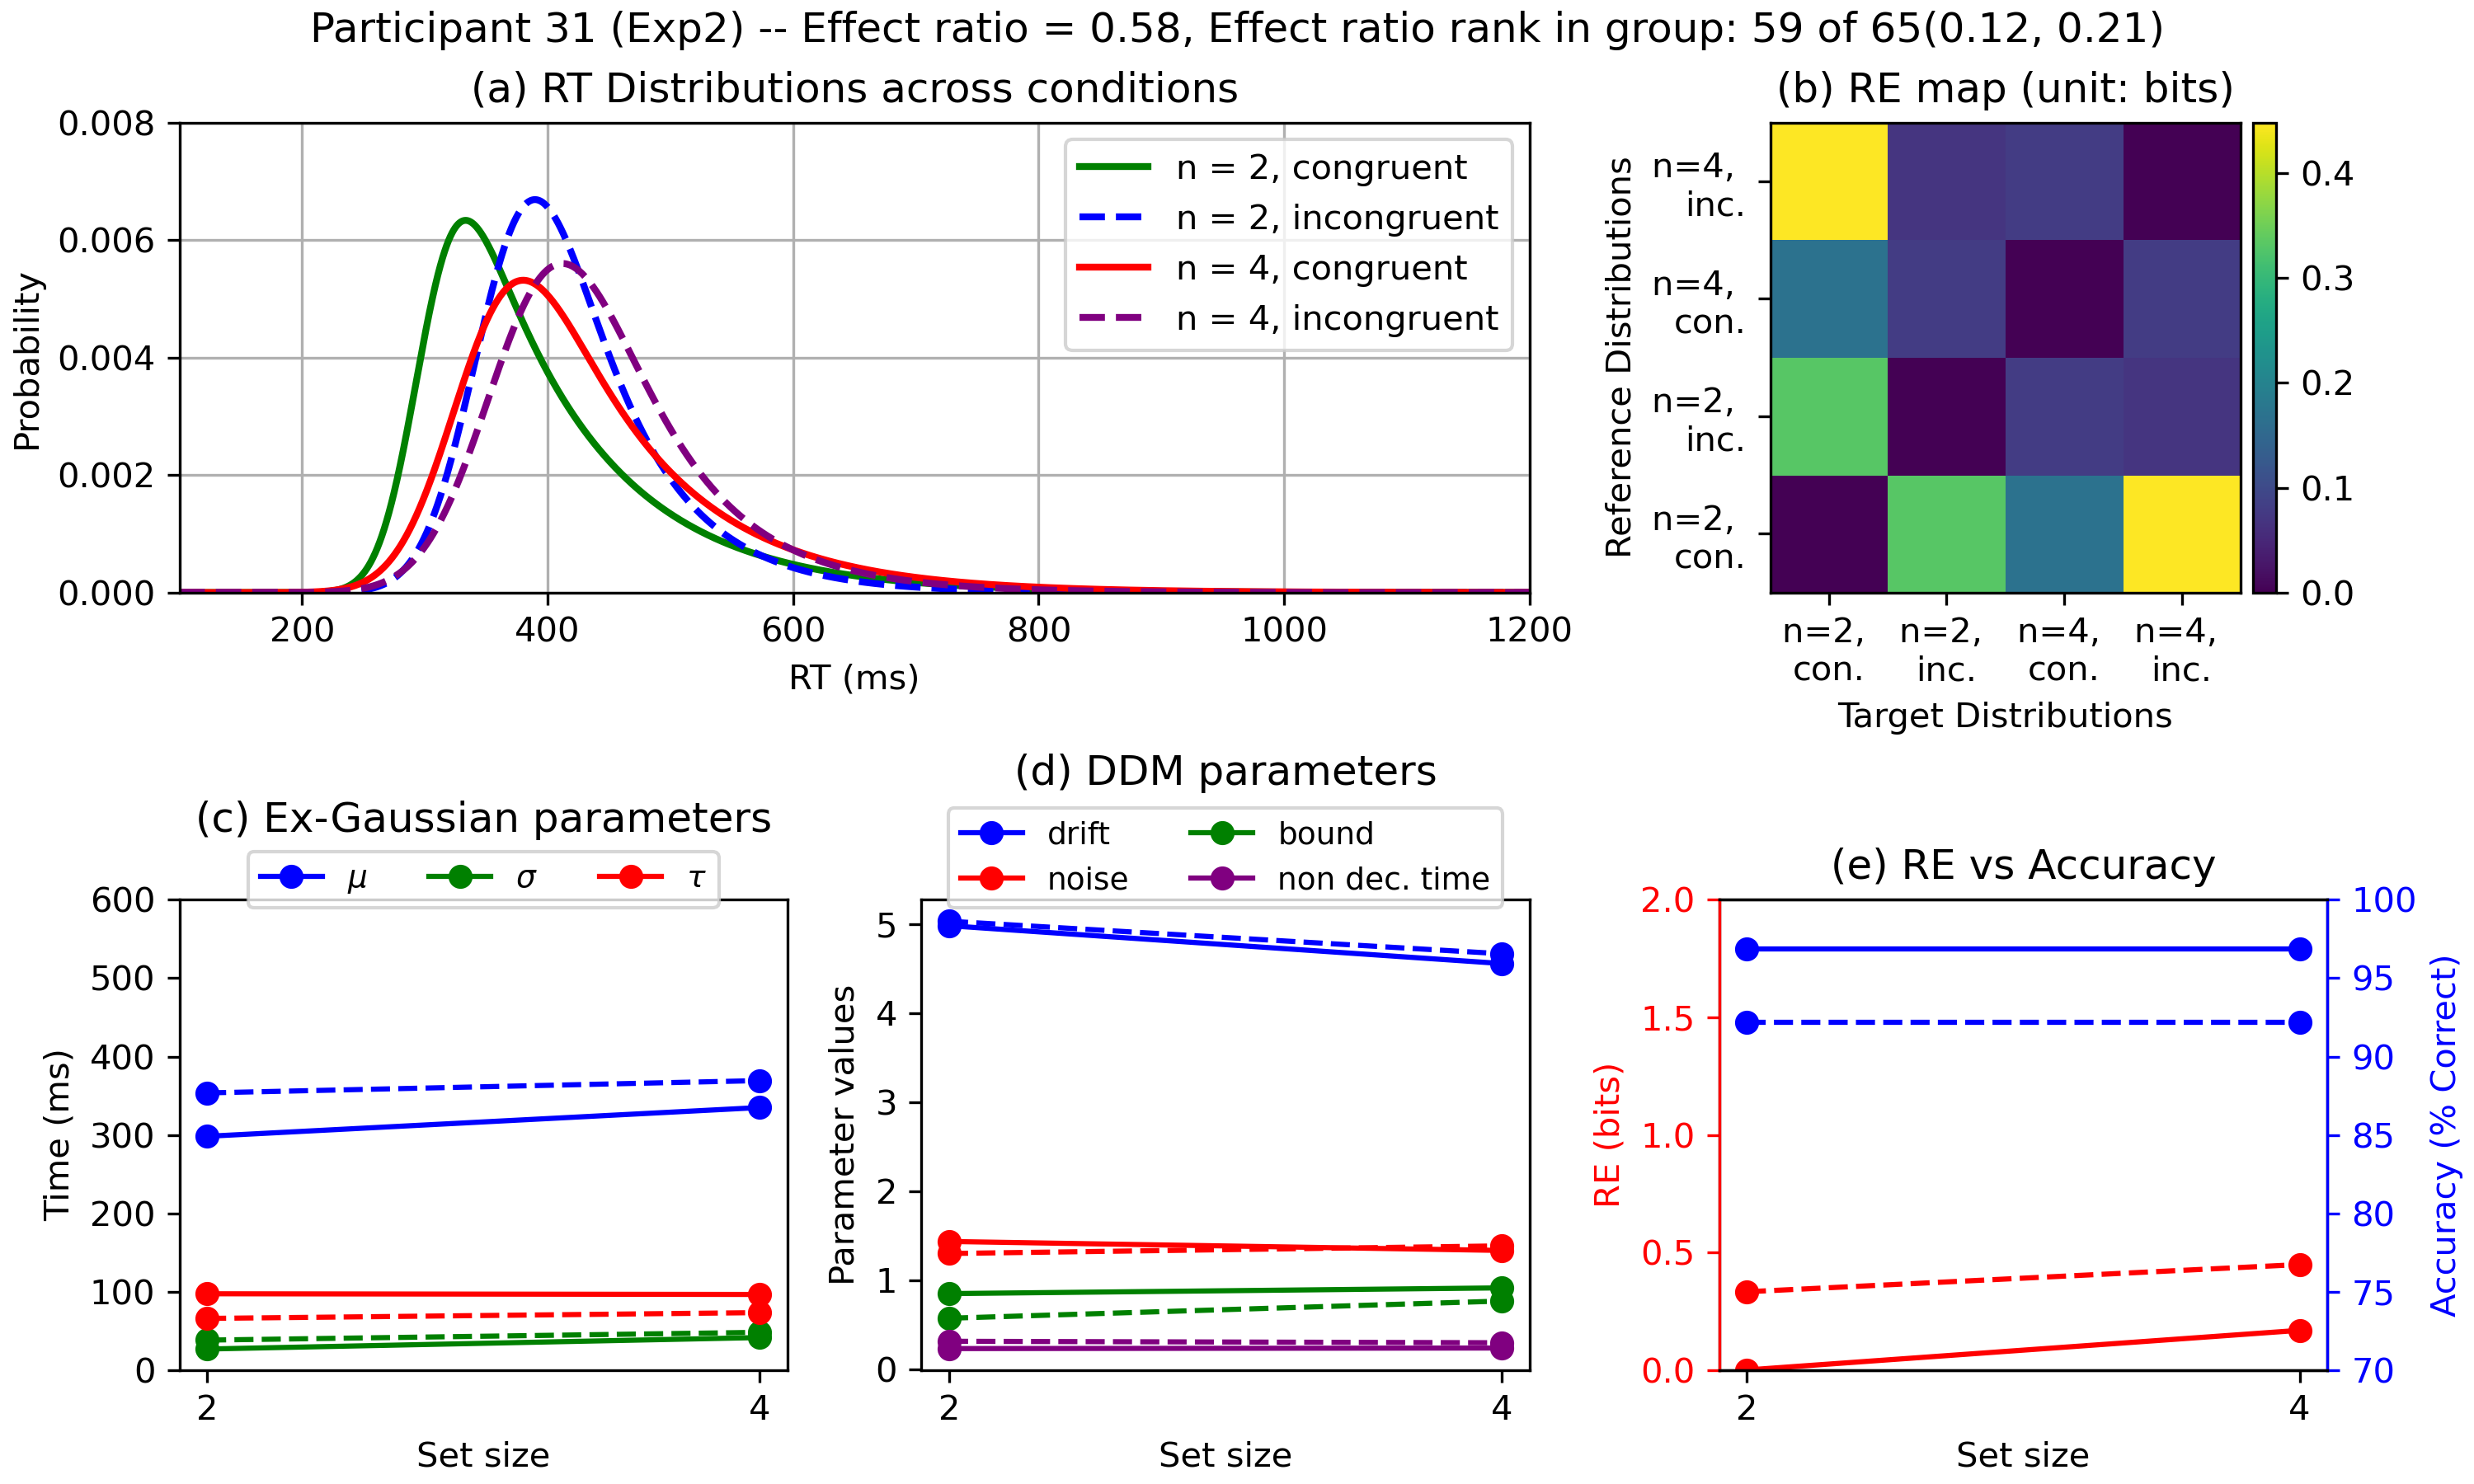 Participant 31 (Exp2) -- Effect ratio = 0.58, Effect ratio rank in group: 59 of 65(0.12, 0.21)
(a) RT Distributions across conditions
0.008
0.006
0.004
0.002
0.000
Probability
200 400 600 800 1000 1200
RT (ms)
n = 2, congruent
n = 2, incongruent
n = 4, congruent
n = 4, incongruent
(b) RE map (unit: bits)
Reference Distributions
n=4,
inc.
n=4,
con.
n=2,
inc.
n=2,
con.
n=2, n=2, n=4, n=4,
con. inc. con. inc.
Target Distributions
0.4
0.3
0.2
0.1
0.0
(c) Ex-Gaussian parameters
μ σ τ
600
500
400
300
200
100
0
Time (ms)
2 4
Set size
(d) DDM parameters
drift bound
noise non dec. time
5
4
3
2
1
0
Parameter values
2 4
Set size
(e) RE vs Accuracy
2.0
1.5
1.0
0.5
0.0
RE (bits)
100
95
90
85
80
75
70
Accuracy (% Correct)
2 4
Set size